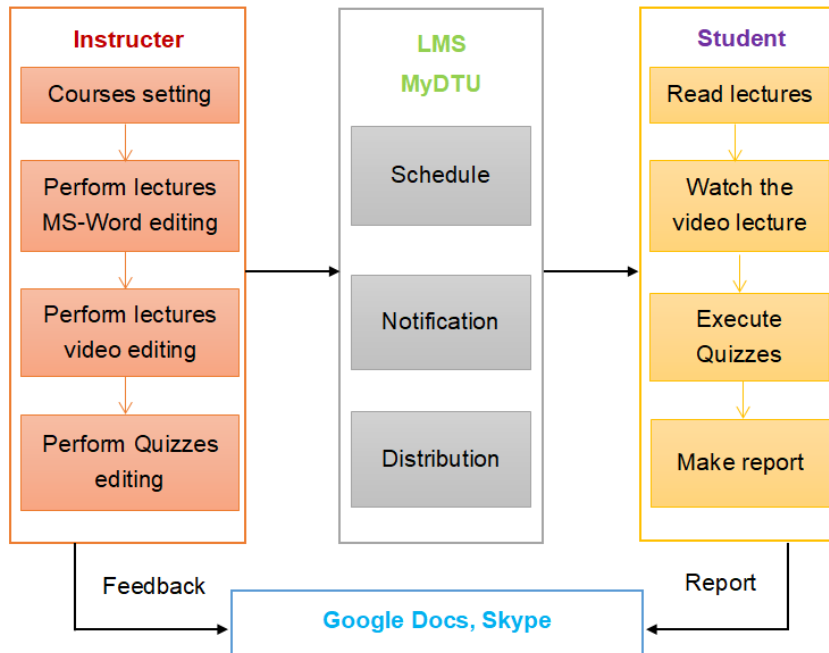 Instructer
Courses setting
Perform lectures
MS-Word editing
Perform lectures
video editing
Perform Quizzes
editing
LMS
MyDTU
Schedule
Notification
Distribution
Student
Read lectures
Watch the
video lecture
Execute
Quizzes
Make report
Feedback
Report
Google Docs, Skype